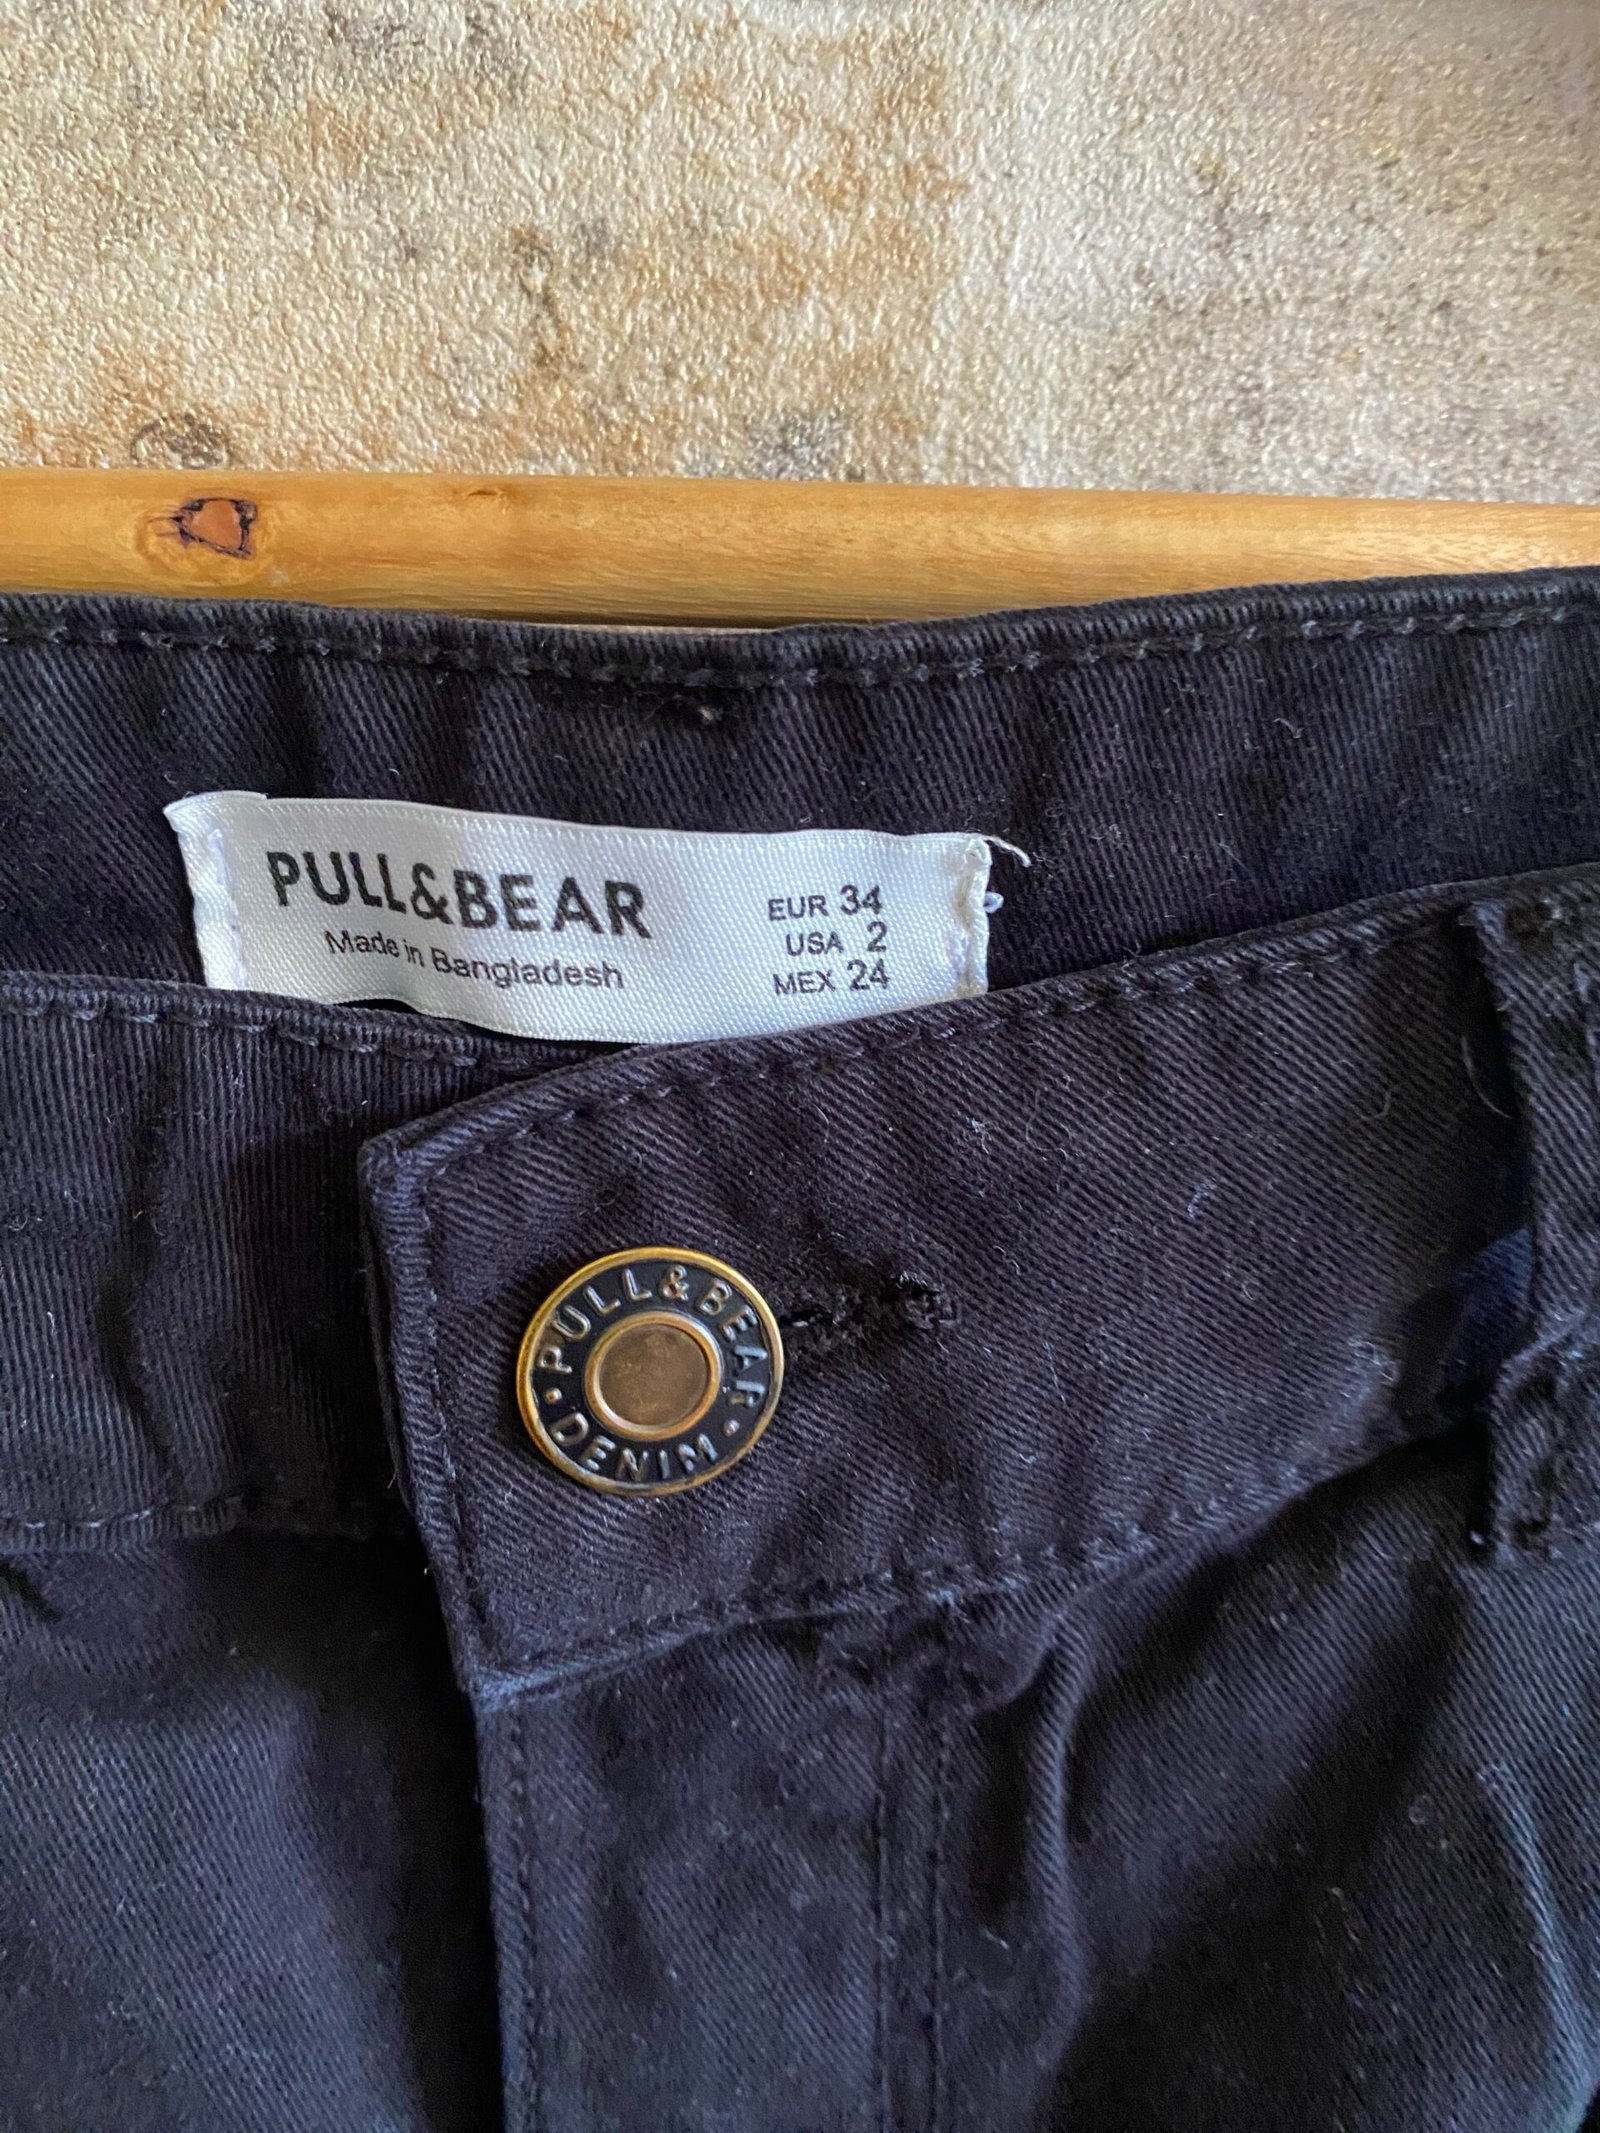 PULL&BEAR
Made in Bangladesh
EUR 34
USA 2
MEX 24
PULL&BEAR
• DENIM •